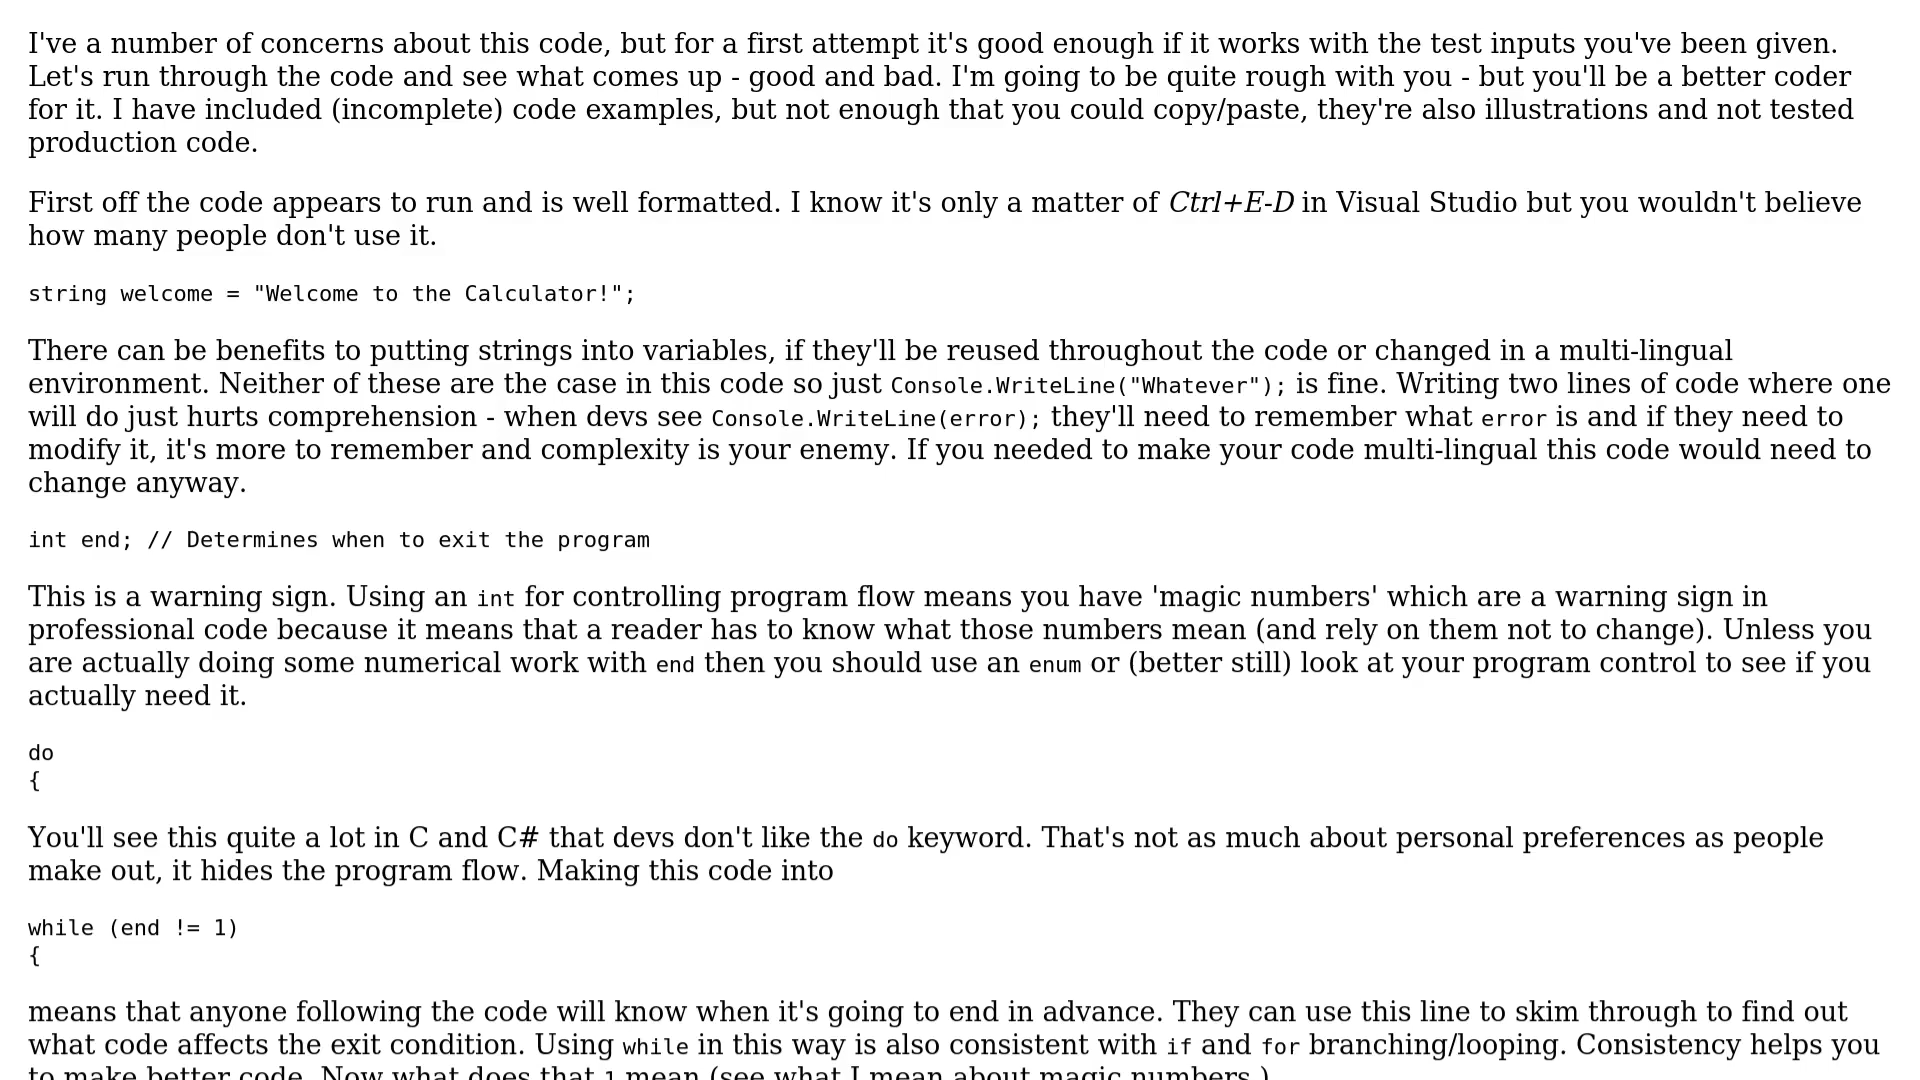 I've a number of concerns about this code, but for a first attempt it's good enough if it works with the test inputs you've been given.
Let's run through the code and see what comes up - good and bad. I'm going to be quite rough with you - but you'll be a better coder
for it. I have included (incomplete) code examples, but not enough that you could copy/paste, they're also illustrations and not tested
production code.
First off the code appears to run and is well formatted. I know it's only a matter of Ctrl+E-D in Visual Studio but you wouldn't believe
how many people don't use it.
string welcome = "Welcome to the Calculator!";
There can be benefits to putting strings into variables, if they'll be reused throughout the code or changed in a multi-lingual
environment. Neither of these are the case in this code so just Console.WriteLine("Whatever"); is fine. Writing two lines of code where one
will do just hurts comprehension - when devs see Console.WriteLine(error); they'll need to remember what error is and if they need to
modify it, it's more to remember and complexity is your enemy. If you needed to make your code multi-lingual this code would need to
change anyway.
int end; // Determines when to exit the program
This is a warning sign. Using an int for controlling program flow means you have 'magic numbers' which are a warning sign in
professional code because it means that a reader has to know what those numbers mean (and rely on them not to change). Unless you
are actually doing some numerical work with end then you should use an enum or (better still) look at your program control to see if you
actually need it.
do
{
You'll see this quite a lot in C and C# that devs don't like the do keyword. That's not as much about personal preferences as people
make out, it hides the program flow. Making this code into
while (end != 1)
{
means that anyone following the code will know when it's going to end in advance. They can use this line to skim through to find out
what code affects the exit condition. Using while in this way is also consistent with if and for branching/looping. Consistency helps you
to make better code. Now what does that 1 mean (see what I mean about magic numbers.)